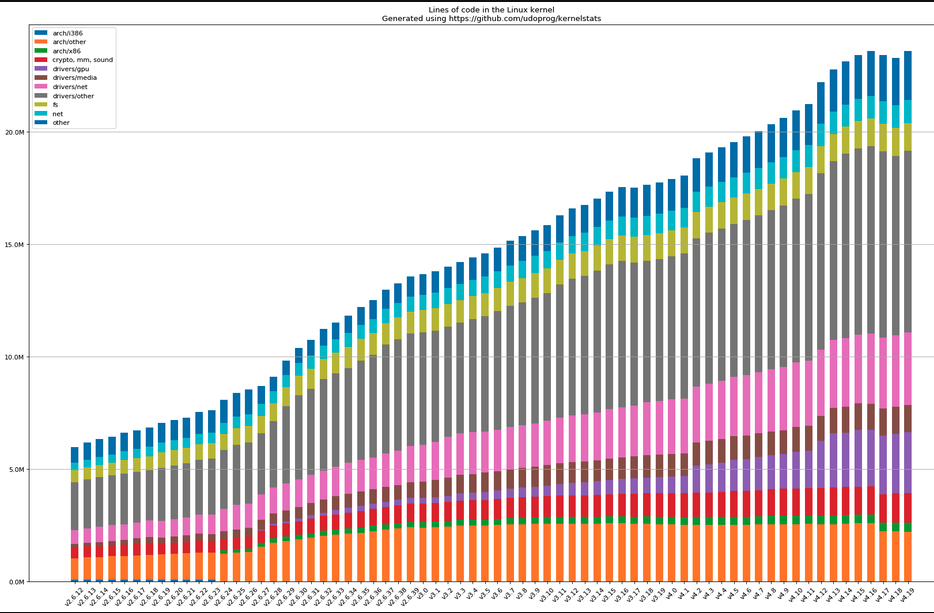 Lines of code in the Linux kernel
Generated using https://github.com/udoprog/kernelstats
arch/i386
arch/other
arch/x86
crypto, mm, sound
drivers/gpu
drivers/media
drivers/net
drivers/other
fs
net
other
20.0M
15.0M
10.0M
5.0M
0.0M
v2.6.12
v2.6.13
v2.6.14
v2.6.15
v2.6.16
v2.6.17
v2.6.18
v2.6.19
v2.6.20
v2.6.21
v2.6.22
v2.6.23
v2.6.24
v2.6.25
v2.6.26
v2.6.27
v2.6.28
v2.6.29
v2.6.30
v2.6.31
v2.6.32
v2.6.33
v2.6.34
v2.6.35
v2.6.36
v2.6.37
v2.6.38
v2.6.39
v3.0
v3.1
v3.2
v3.3
v3.4
v3.5
v3.6
v3.7
v3.8
v3.9
v3.10
v3.11
v3.12
v3.13
v3.14
v3.15
v3.16
v3.17
v3.18
v3.19
v4.0
v4.1
v4.2
v4.3
v4.4
v4.5
v4.6
v4.7
v4.8
v4.9
v4.10
v4.11
v4.12
v4.13
v4.14
v4.15
v4.16
v4.17
v4.18
v4.19